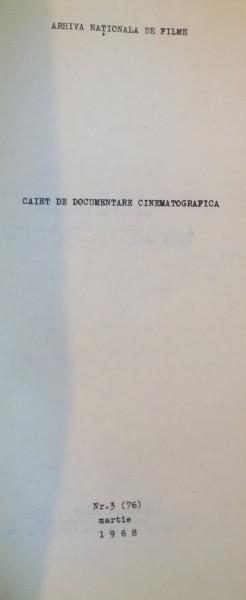 ARHIVA NAȚIONALA DE FILME
CAIET DE DOCUMENTARE CINEMATOGRAFICA
Nr.3 (76)
martie
1968